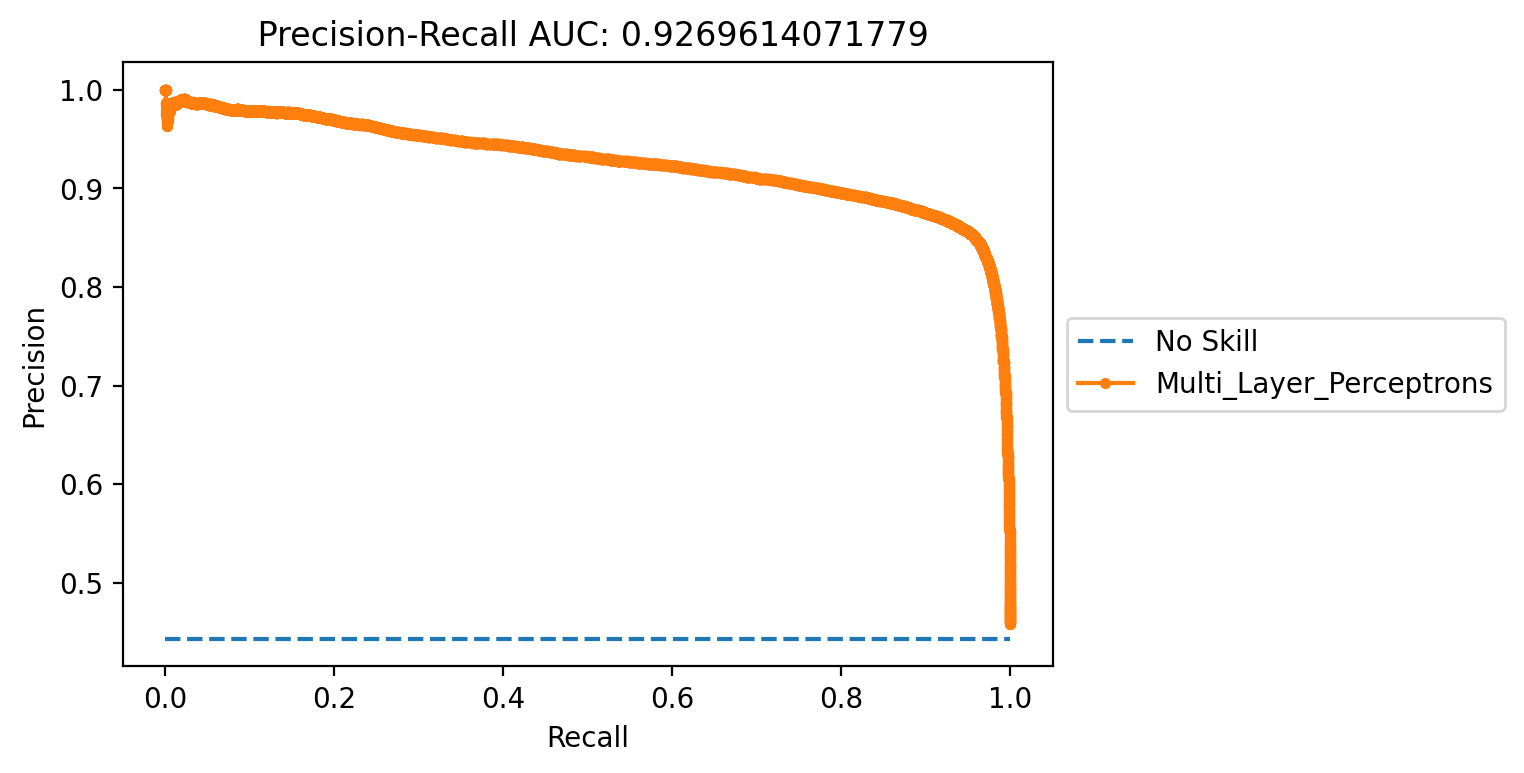 Precision-Recall AUC: 0.9269614071779
1.0
0.9
0.8
0.7
0.6
0.5
Precision
0.0 0.2 0.4 0.6 0.8 1.0
Recall
No Skill
Multi_Layer_Perceptrons